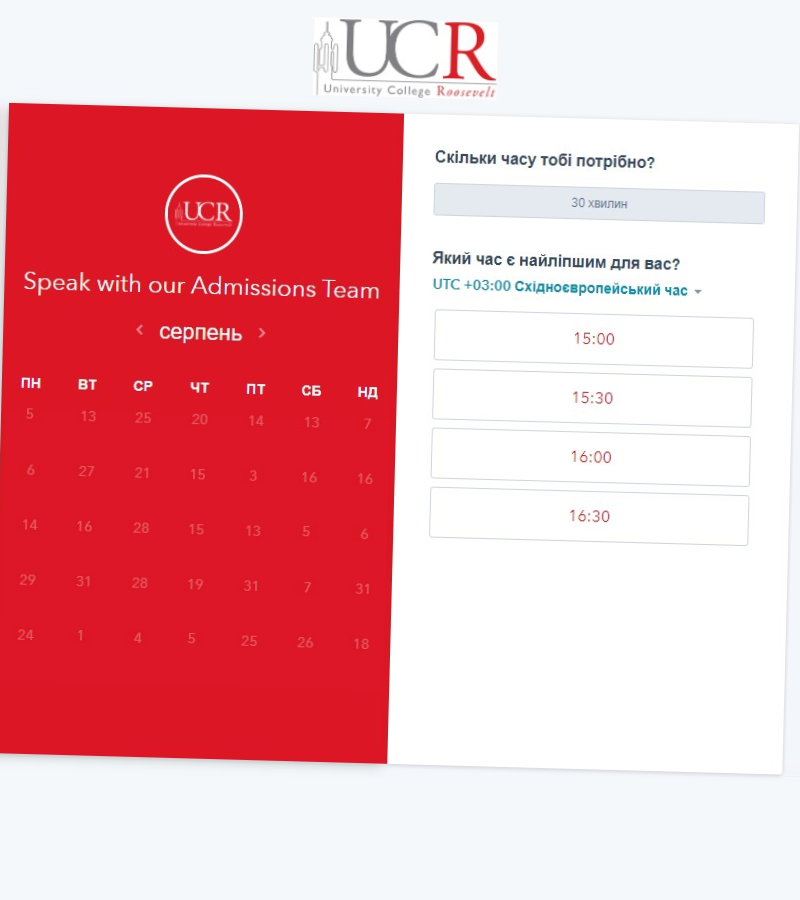 UCR
University College Roosevelt
UCR
University College Roosevelt
Speak with our Admissions Team
серпень
ПН ВТ СР ЧТ ПТ СБ НД
5 13 25 20 14 13 7
6 27 21 15 3 16 16
14 16 28 15 13 5 6
29 31 28 19 31 7 31
24 1 4 5 25 26 18
Скільки часу тобі потрібно?
30 хвилин
Який час є найліпшим для вас?
UTC +03:00 Східноєвропейський час
15:00
15:30
16:00
16:30